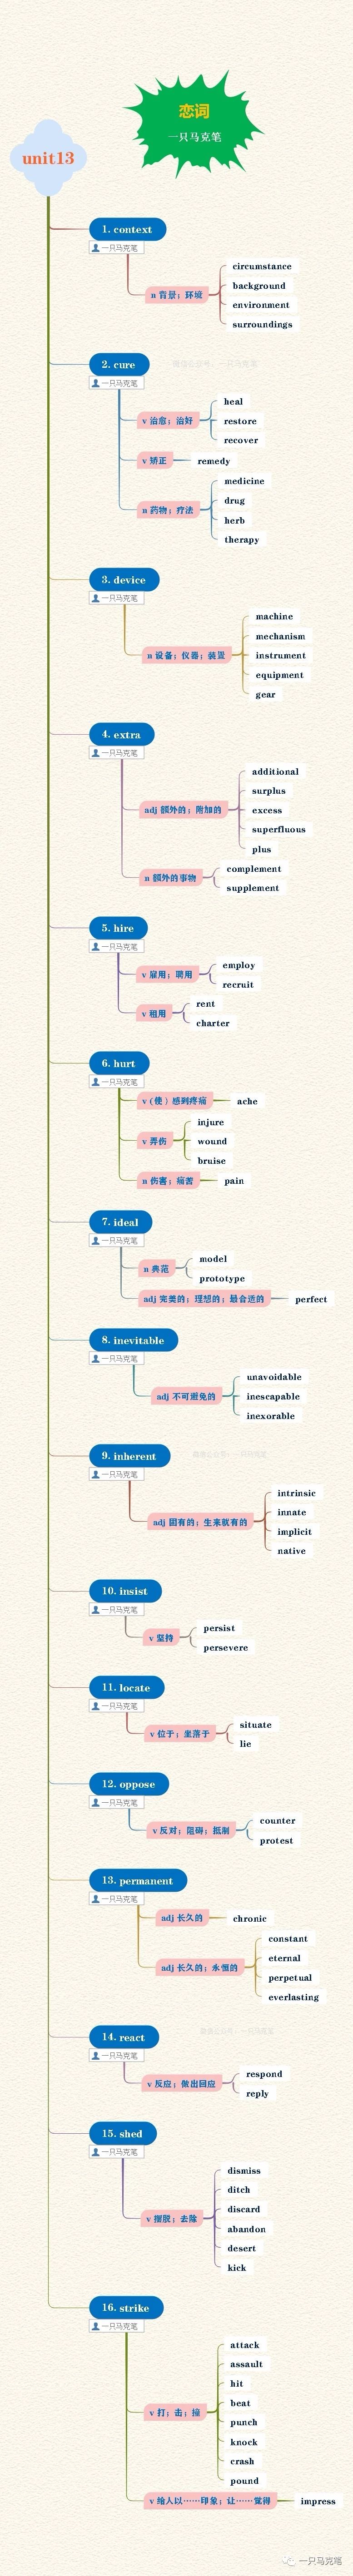 恋词
一只马克笔
unit13
1. context
一只马克笔
n 背景；环境
circumstance
background
environment
surroundings
2. cure
微信公众号：一只马克笔
一只马克笔
v 治愈；治好
heal
restore
recover
v 矫正
remedy
n 药物；疗法
medicine
drug
herb
therapy
3. device
一只马克笔
n 设备；仪器；装置
machine
mechanism
instrument
equipment
gear
4. extra
一只马克笔
adj 额外的；附加的
additional
surplus
excess
superfluous
plus
n 额外的事物
complement
supplement
5. hire
一只马克笔
v 雇用；聘用
employ
recruit
v 租用
rent
charter
6. hurt
一只马克笔
v（使）感到疼痛
ache
v 弄伤
injure
wound
bruise
n 伤害；痛苦
pain
7. ideal
一只马克笔
n 典范
model
prototype
adj 完美的；理想的；最合适的
perfect
8. inevitable
一只马克笔
adj 不可避免的
unavoidable
inescapable
inexorable
9. inherent
微信公众号：一只马克笔
一只马克笔
adj 固有的；生来就有的
intrinsic
innate
implicit
native
10. insist
一只马克笔
v 坚持
persist
persevere
11. locate
一只马克笔
v 位于；坐落于
situate
lie
12. oppose
一只马克笔
v 反对；阻碍；抵制
counter
protest
13. permanent
一只马克笔
adj 长久的
chronic
adj 长久的；永恒的
constant
eternal
perpetual
everlasting
14. react
微信公众号：一只马克笔
一只马克笔
v 反应；做出回应
respond
reply
15. shed
一只马克笔
v 摆脱；去除
dismiss
ditch
discard
abandon
desert
kick
16. strike
一只马克笔
v 打；击；撞
attack
assault
hit
beat
punch
knock
crash
pound
v 给人以……印象；让……觉得
impress
一只马克笔